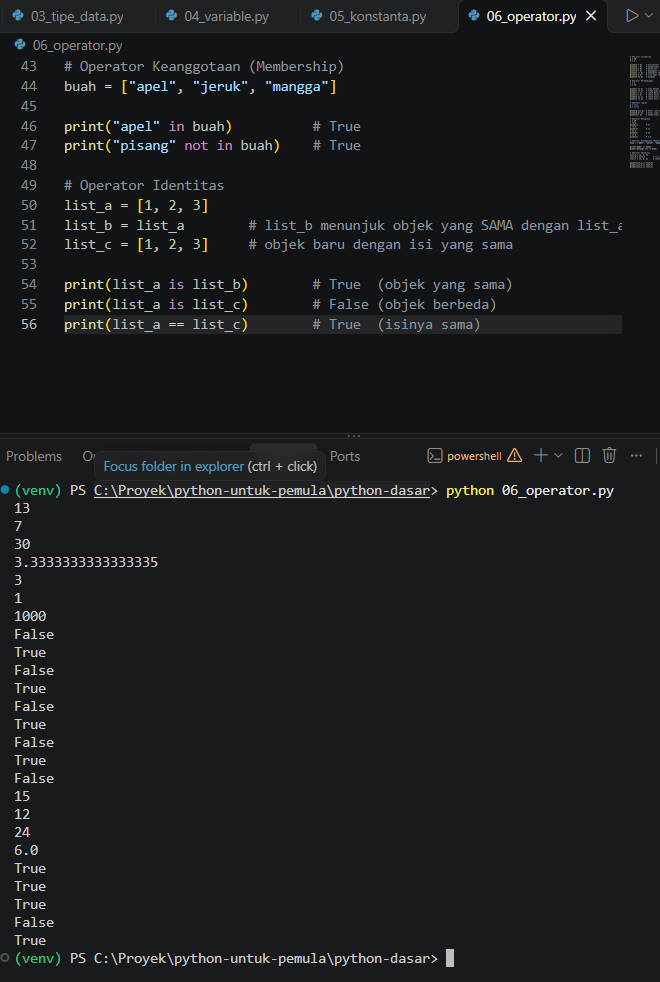 03_tipe_data.py 04_variable.py 05_konstanta.py 06_operator.py
06_operator.py
43 # Operator Keanggotaan (Membership)
44 buah = ["apel", "jeruk", "mangga"]
45
46 print("apel" in buah) # True
47 print("pisang" not in buah) # True
48
49 # Operator Identitas
50 list_a = [1, 2, 3]
51 list_b = list_a # list_b menunjuk objek yang SAMA dengan list_a
52 list_c = [1, 2, 3] # objek baru dengan isi yang sama
53
54 print(list_a is list_b) # True (objek yang sama)
55 print(list_a is list_c) # False (objek berbeda)
56 print(list_a == list_c) # True (isinya sama)
Problems Ports powershell
Focus folder in explorer (ctrl + click)
(venv) PS C:\Proyek\python-untuk-pemula\python-dasar> python 06_operator.py
13
7
30
3.3333333333333335
3
1
1000
False
True
False
True
False
True
False
True
False
15
12
24
6.0
True
True
True
False
True
(venv) PS C:\Proyek\python-untuk-pemula\python-dasar>